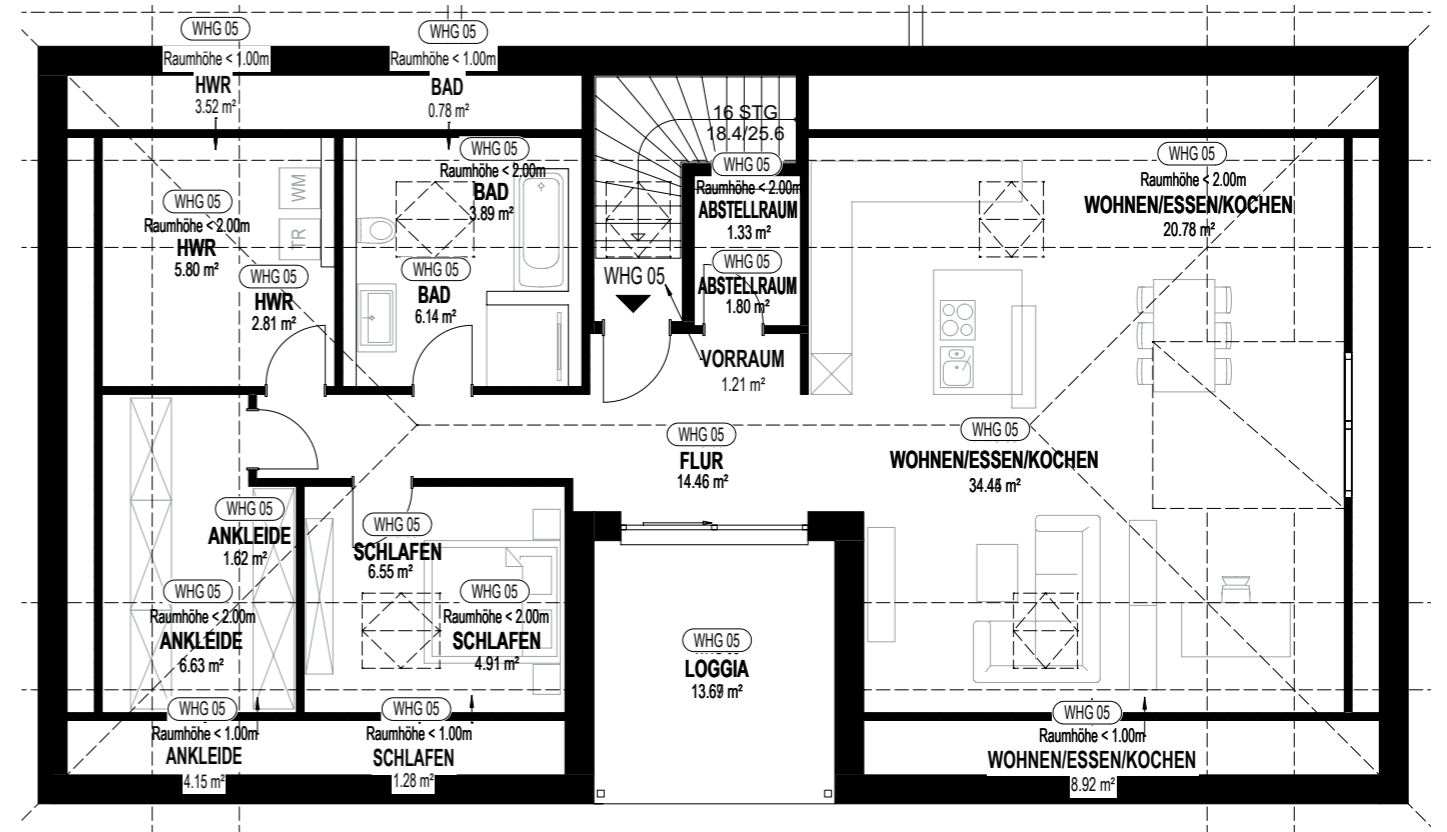 WHG 05
Raumhöhe < 1.00m
HWR
3.52 m²
WHG 05
Raumhöhe < 1.00m
BAD
0.78 m²
16 STG
18.4/25.6
WHG 05
Raumhöhe < 2.00m
BAD
3.89 m²
WHG 05
Raumhöhe < 2.00m
ABSTELLRAUM
1.33 m²
WHG 05
Raumhöhe < 2.00m
WOHNEN/ESSEN/KOCHEN
20.78 m²
WM
TR
WHG 05
Raumhöhe < 2.00m
HWR
5.80 m²
WHG 05
HWR
2.81 m²
WHG 05
BAD
6.14 m²
WHG 05
WHG 05
ABSTELLRAUM
1.80 m²
VORRAUM
1.21 m²
WHG 05
FLUR
14.46 m²
WHG 05
WOHNEN/ESSEN/KOCHEN
m²
WHG 05
ANKLEIDE
1.62 m²
WHG 05
SCHLAFEN
6.55 m²
WHG 05
Raumhöhe < 2.00m
ANKLEIDE
6.63 m²
WHG 05
Raumhöhe < 2.00m
SCHLAFEN
4.91 m²
WHG 05
LOGGIA
m²
WHG 05
Raumhöhe < 1.00m
ANKLEIDE
4.15 m²
WHG 05
Raumhöhe < 1.00m
SCHLAFEN
1.28 m²
WHG 05
Raumhöhe < 1.00m
WOHNEN/ESSEN/KOCHEN
8.92 m²